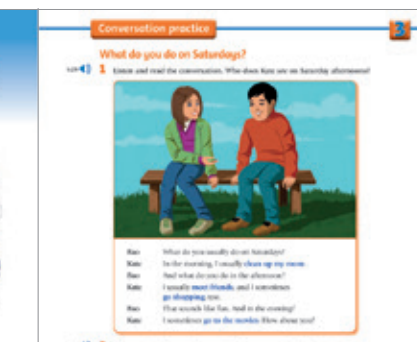 Conversation practice
3
What do you do on Saturdays?
1 Listen and read the conversation. Who does Kate see on Saturday afternoons?
What do you usually do on Saturdays?
Kate In the morning, I usually clean up my room.
And what do you do in the afternoon?
Kate I usually meet friends, and I sometimes
go shopping, too.
That sounds like fun. And in the evening?
Kate I sometimes go to the movies. How about you?